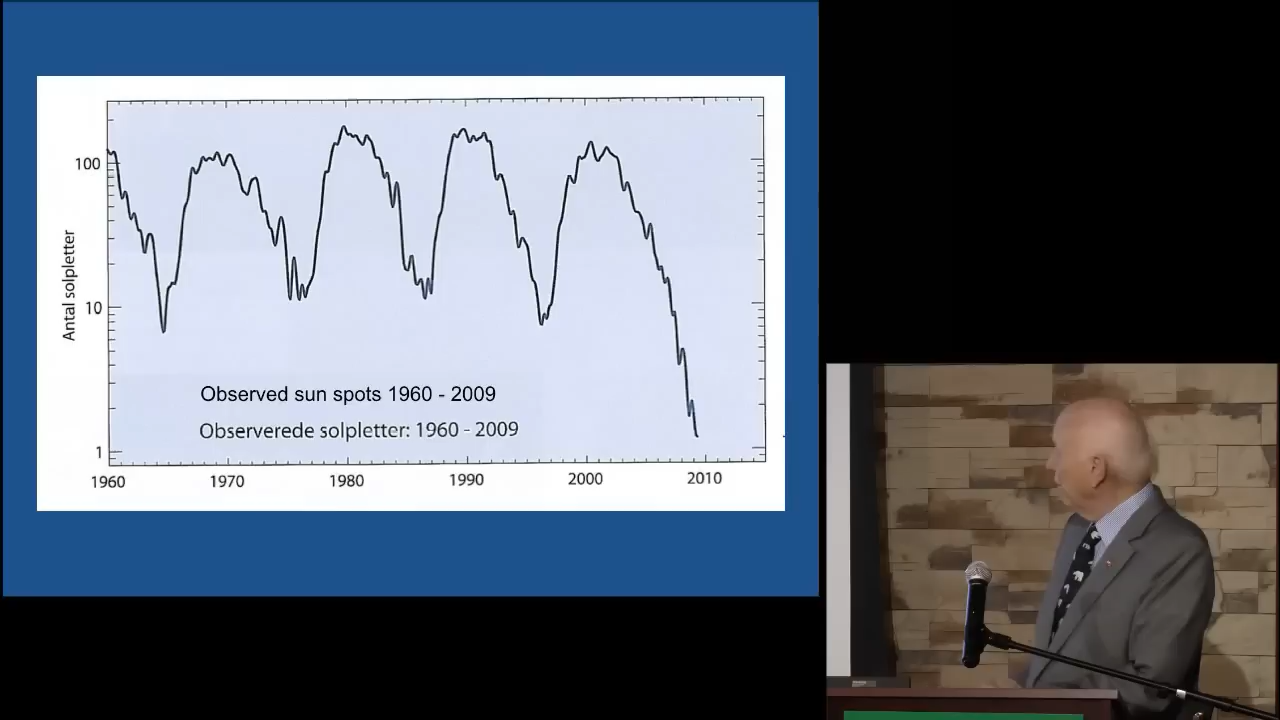 100
10
1
Antal solpletter
Observed sun spots 1960 - 2009
Observerede solpletter: 1960 - 2009
1960 1970 1980 1990 2000 2010